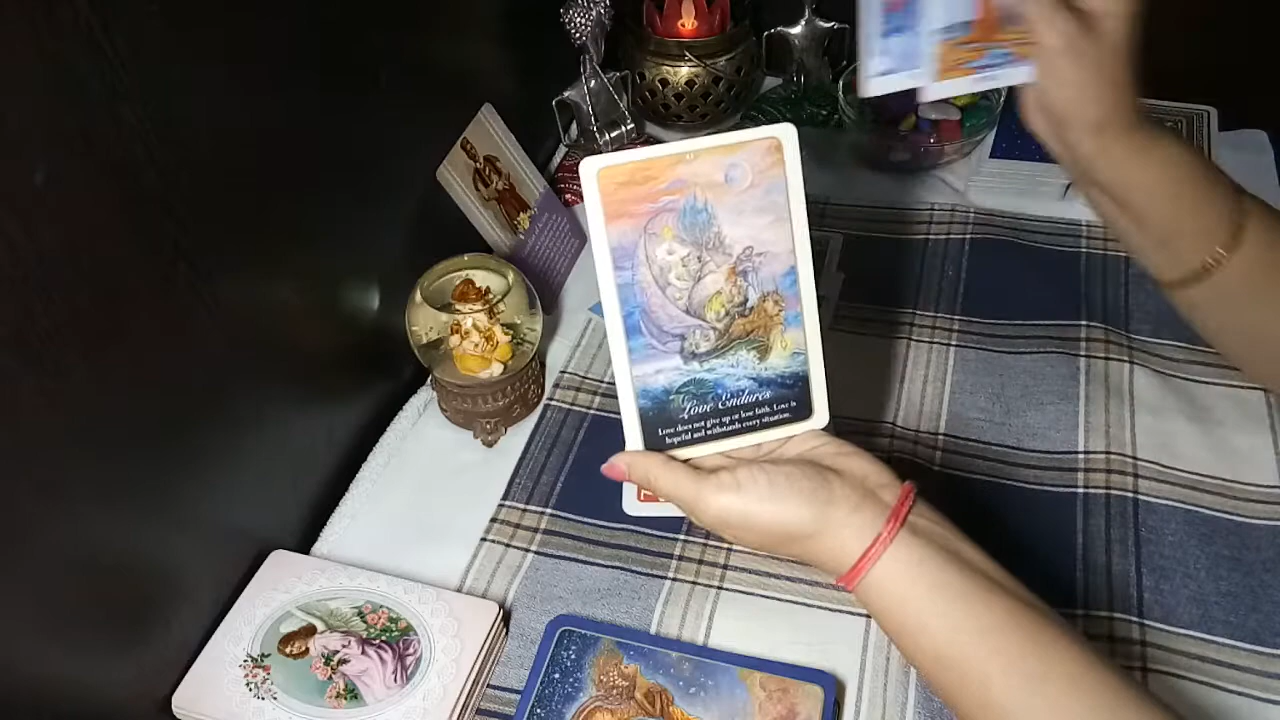 Love Endures
Love does not give up or lose faith. Love is
hopeful and withstands every situation.